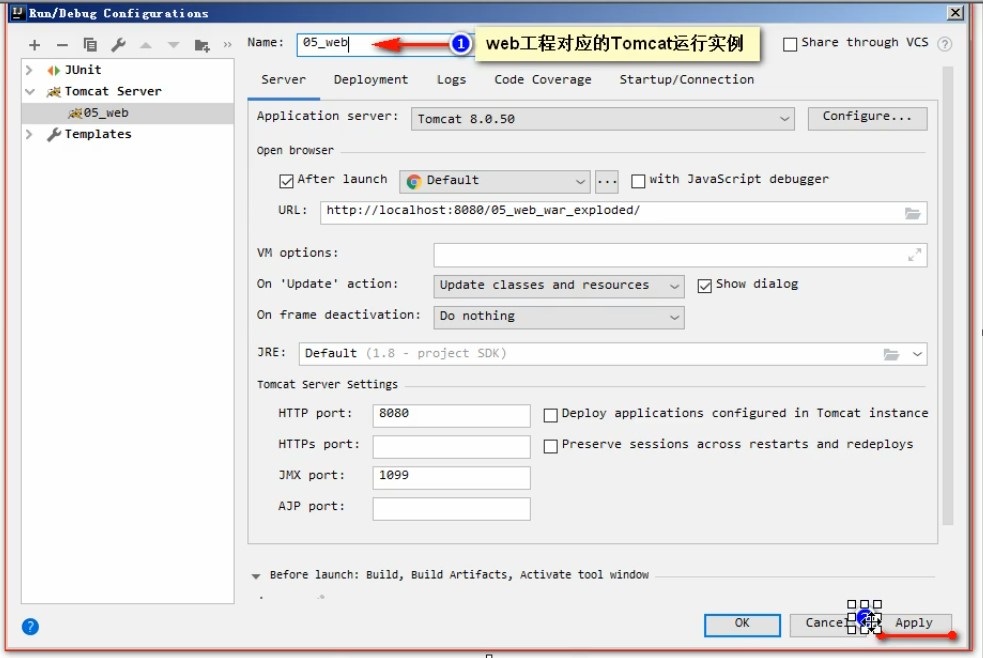 Run/Debug Configurations
Name: 05_web
1 web工程对应的Tomcat运行实例
Share through VCS
JUnit
Tomcat Server
05_web
Templates
Server Deployment Logs Code Coverage Startup/Connection
Application server: Tomcat 8.0.50 Configure...
Open browser
After launch Default ... with JavaScript debugger
URL: http://localhost:8080/05_web_war_exploded/
VM options:
On 'Update' action: Update classes and resources Show dialog
On frame deactivation: Do nothing
JRE: Default (1.8 - project SDK)
Tomcat Server Settings
HTTP port: 8080 Deploy applications configured in Tomcat instance
HTTPs port: Preserve sessions across restarts and redeploys
JMX port: 1099
AJP port:
Before launch: Build, Build Artifacts, Activate tool window
OK Cancel Apply